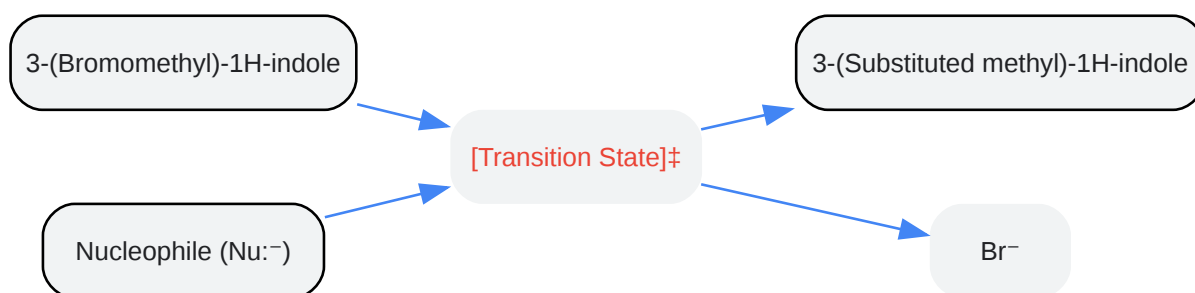 3-(Bromomethyl)-1H-indole
3-(Substituted methyl)-1H-indole
[Transition State]‡
Nucleophile (Nu:⁻)
Br⁻